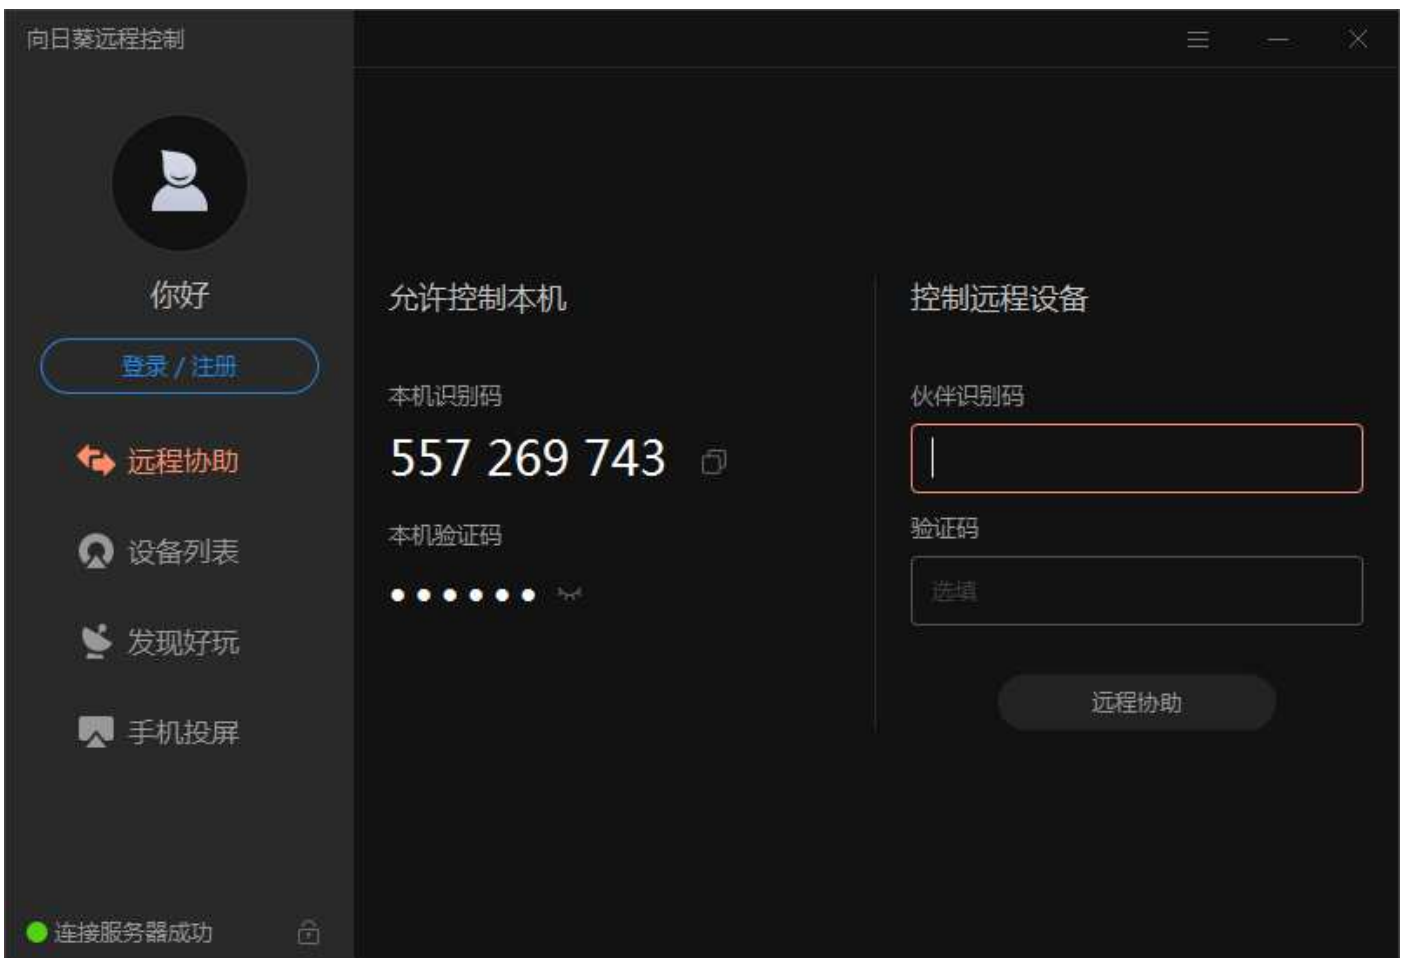 向日葵远程控制
你好
登录 / 注册
远程协助
设备列表
发现好玩
手机投屏
连接服务器成功
允许控制本机
本机识别码
557 269 743
本机验证码
控制远程设备
伙伴识别码
验证码
选填
远程协助